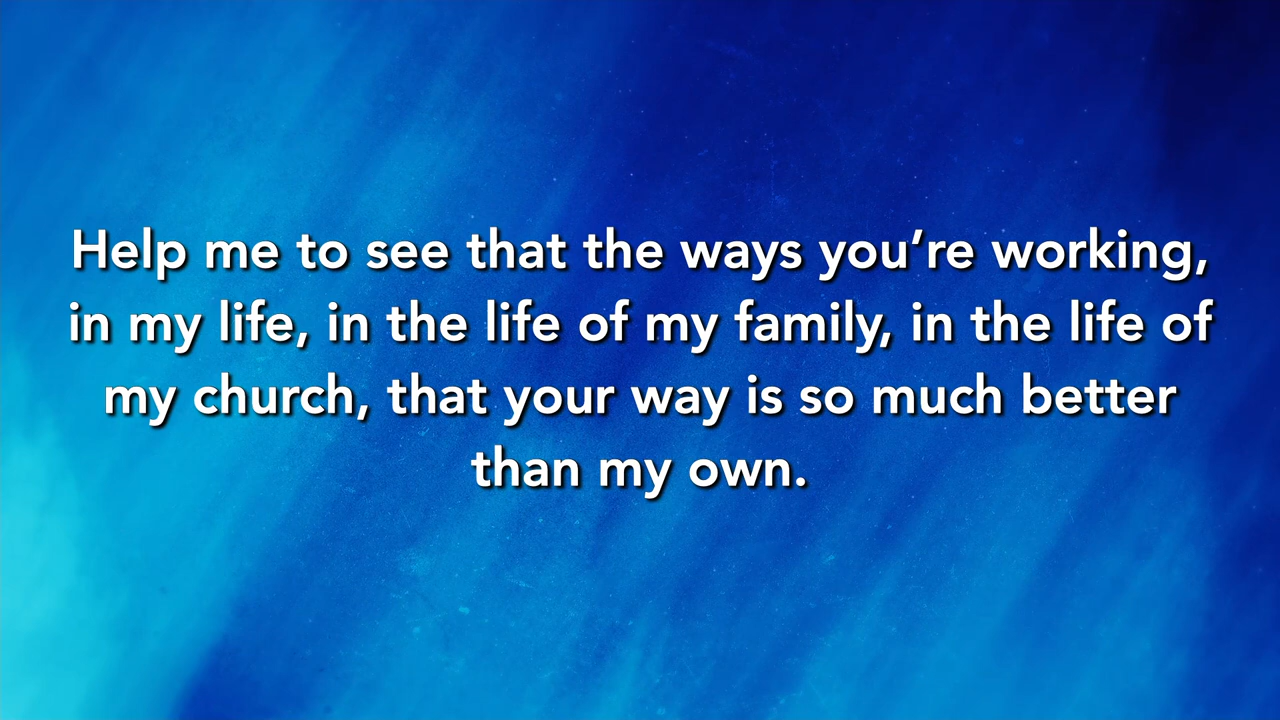 Help me to see that the ways you’re working,
in my life, in the life of my family, in the life of
my church, that your way is so much better
than my own.